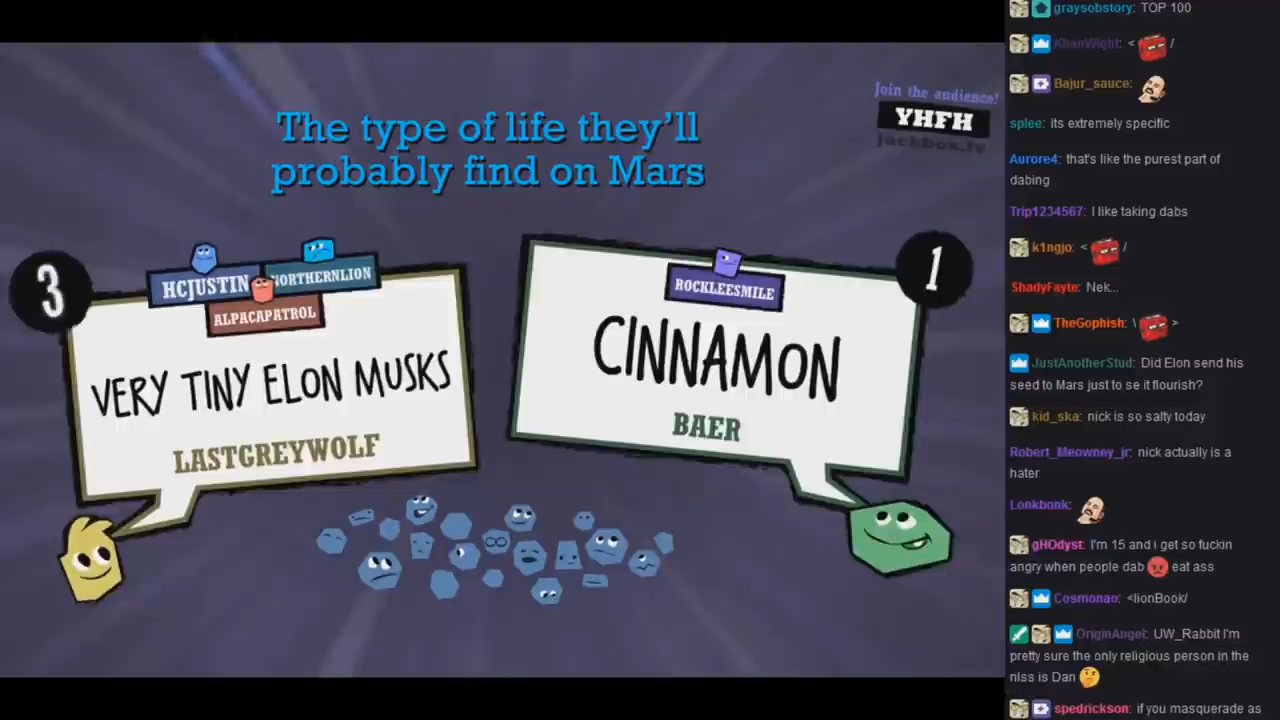 The type of life they'll
probably find on Mars
Join the audience!
YHFH
jackbox.tv
3
HCJUSTIN
NORTHERNLION
ALPACAPATROL
VERY TINY ELON MUSKS
LASTGREYWOLF
1
ROCKLEESMILE
CINNAMON
BAER
graysobstory: TOP 100
KhanWight: < /
Bajur_sauce:
splee: its extremely specific
Aurore4: that's like the purest part of
dabing
Trip1234567: I like taking dabs
k1ngjo: < /
ShadyFayte: Nek...
TheGophish: \ >
JustAnotherStud: Did Elon send his
seed to Mars just to se it flourish?
kid_ska: nick is so salty today
Robert_Meowney_jr: nick actually is a
hater
Lonkbonk:
gHOdyst: I'm 15 and i get so fuckin
angry when people dab eat ass
Cosmonao: <lionBook/
OriginAngel: UW_Rabbit I'm
pretty sure the only religious person in the
nlss is Dan
spedrickson: if you masquerade as